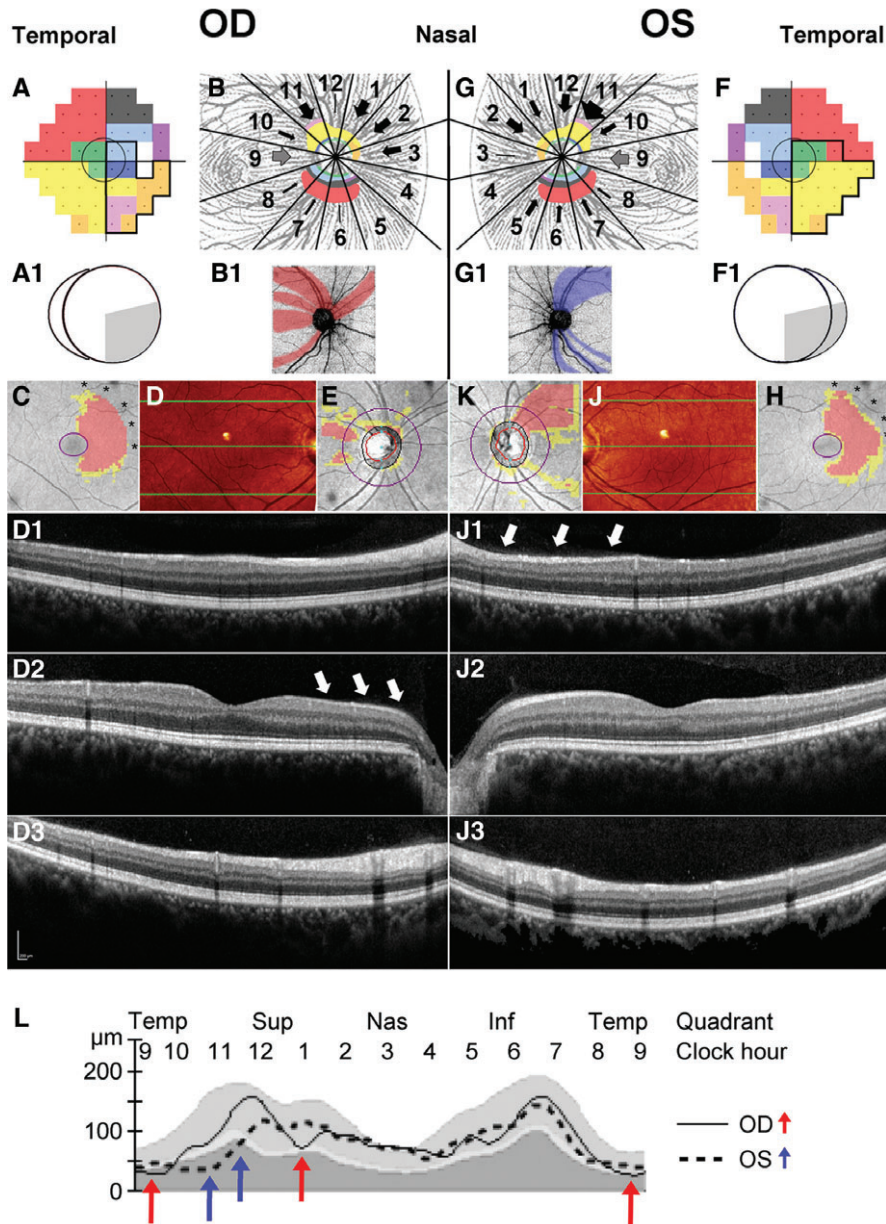 OD Nasal OS
Temporal Temporal
A B G F
11 12 1 2 3 4 5 6 7 8 9 10
1 12 11 10 9 8 7 6 5 4 3 2
A1 B1 G1 F1
C D E K J H
* * * * * * * * * *
D1 J1
D2 J2
D3 J3
L
Temp Sup Nas Inf Temp Quadrant
µm 9 10 11 12 1 2 3 4 5 6 7 8 9 Clock hour
200
100
0
OD
OS